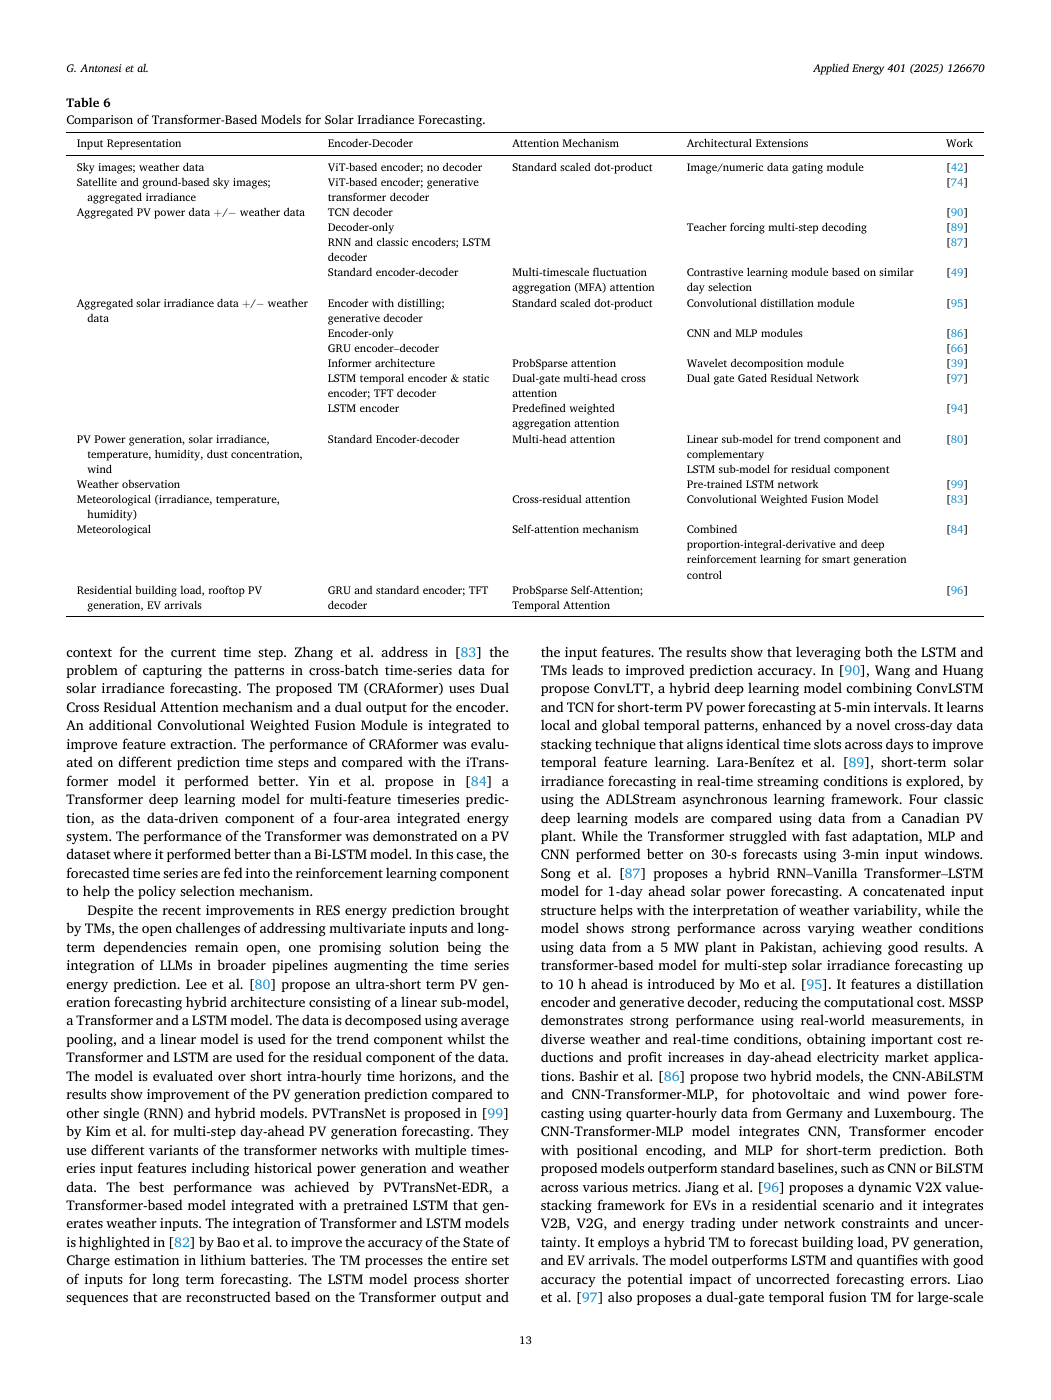 G. Antonesi et al.
Applied Energy 401 (2025) 126670
Table 6
Comparison of Transformer-Based Models for Solar Irradiance Forecasting.
Input Representation Encoder-Decoder Attention Mechanism Architectural Extensions Work
Sky images; weather data ViT-based encoder; no decoder Standard scaled dot-product Image/numeric data gating module [42]
Satellite and ground-based sky images; ViT-based encoder; generative [74]
aggregated irradiance transformer decoder
Aggregated PV power data +/− weather data TCN decoder [90]
Decoder-only Teacher forcing multi-step decoding [89]
RNN and classic encoders; LSTM [87]
decoder
Standard encoder-decoder Multi-timescale fluctuation Contrastive learning module based on similar [49]
aggregation (MFA) attention day selection
Aggregated solar irradiance data +/− weather Encoder with distilling; Standard scaled dot-product Convolutional distillation module [95]
data generative decoder
Encoder-only CNN and MLP modules [86]
GRU encoder–decoder [66]
Informer architecture ProbSparse attention Wavelet decomposition module [39]
LSTM temporal encoder & static Dual-gate multi-head cross Dual gate Gated Residual Network [97]
encoder; TFT decoder attention
LSTM encoder Predefined weighted [94]
aggregation attention
PV Power generation, solar irradiance, Standard Encoder-decoder Multi-head attention Linear sub-model for trend component and [80]
temperature, humidity, dust concentration, complementary
wind LSTM sub-model for residual component
Weather observation Pre-trained LSTM network [99]
Meteorological (irradiance, temperature, Cross-residual attention Convolutional Weighted Fusion Model [83]
humidity)
Meteorological Self-attention mechanism Combined [84]
proportion-integral-derivative and deep
reinforcement learning for smart generation
control
Residential building load, rooftop PV GRU and standard encoder; TFT ProbSparse Self-Attention; [96]
generation, EV arrivals decoder Temporal Attention
context for the current time step. Zhang et al. address in [83] the
problem of capturing the patterns in cross-batch time-series data for
solar irradiance forecasting. The proposed TM (CRAformer) uses Dual
Cross Residual Attention mechanism and a dual output for the encoder.
An additional Convolutional Weighted Fusion Module is integrated to
improve feature extraction. The performance of CRAformer was evalu-
ated on different prediction time steps and compared with the iTrans-
former model it performed better. Yin et al. propose in [84] a
Transformer deep learning model for multi-feature timeseries predic-
tion, as the data-driven component of a four-area integrated energy
system. The performance of the Transformer was demonstrated on a PV
dataset where it performed better than a Bi-LSTM model. In this case, the
forecasted time series are fed into the reinforcement learning component
to help the policy selection mechanism.
Despite the recent improvements in RES energy prediction brought
by TMs, the open challenges of addressing multivariate inputs and long-
term dependencies remain open, one promising solution being the
integration of LLMs in broader pipelines augmenting the time series
energy prediction. Lee et al. [80] propose an ultra-short term PV gen-
eration forecasting hybrid architecture consisting of a linear sub-model,
a Transformer and a LSTM model. The data is decomposed using average
pooling, and a linear model is used for the trend component whilst the
Transformer and LSTM are used for the residual component of the data.
The model is evaluated over short intra-hourly time horizons, and the
results show improvement of the PV generation prediction compared to
other single (RNN) and hybrid models. PVTransNet is proposed in [99]
by Kim et al. for multi-step day-ahead PV generation forecasting. They
use different variants of the transformer networks with multiple times-
eries input features including historical power generation and weather
data. The best performance was achieved by PVTransNet-EDR, a
Transformer-based model integrated with a pretrained LSTM that gen-
erates weather inputs. The integration of Transformer and LSTM models
is highlighted in [82] by Bao et al. to improve the accuracy of the State of
Charge estimation in lithium batteries. The TM processes the entire set
of inputs for long term forecasting. The LSTM model process shorter
sequences that are reconstructed based on the Transformer output and
the input features. The results show that leveraging both the LSTM and
TMs leads to improved prediction accuracy. In [90], Wang and Huang
propose ConvLTT, a hybrid deep learning model combining ConvLSTM
and TCN for short-term PV power forecasting at 5-min intervals. It learns
local and global temporal patterns, enhanced by a novel cross-day data
stacking technique that aligns identical time slots across days to improve
temporal feature learning. Lara-Benítez et al. [89], short-term solar
irradiance forecasting in real-time streaming conditions is explored, by
using the ADLStream asynchronous learning framework. Four classic
deep learning models are compared using data from a Canadian PV
plant. While the Transformer struggled with fast adaptation, MLP and
CNN performed better on 30-s forecasts using 3-min input windows.
Song et al. [87] proposes a hybrid RNN–Vanilla Transformer–LSTM
model for 1-day ahead solar power forecasting. A concatenated input
structure helps with the interpretation of weather variability, while the
model shows strong performance across varying weather conditions
using data from a 5 MW plant in Pakistan, achieving good results. A
transformer-based model for multi-step solar irradiance forecasting up
to 10 h ahead is introduced by Mo et al. [95]. It features a distillation
encoder and generative decoder, reducing the computational cost. MSSP
demonstrates strong performance using real-world measurements, in
diverse weather and real-time conditions, obtaining important cost re-
ductions and profit increases in day-ahead electricity market applica-
tions. Bashir et al. [86] propose two hybrid models, the CNN-ABiLSTM
and CNN-Transformer-MLP, for photovoltaic and wind power fore-
casting using quarter-hourly data from Germany and Luxembourg. The
CNN-Transformer-MLP model integrates CNN, Transformer encoder
with positional encoding, and MLP for short-term prediction. Both
proposed models outperform standard baselines, such as CNN or BiLSTM
across various metrics. Jiang et al. [96] proposes a dynamic V2X value-
stacking framework for EVs in a residential scenario and it integrates
V2B, V2G, and energy trading under network constraints and uncer-
tainty. It employs a hybrid TM to forecast building load, PV generation,
and EV arrivals. The model outperforms LSTM and quantifies with good
accuracy the potential impact of uncorrected forecasting errors. Liao
et al. [97] also proposes a dual-gate temporal fusion TM for large-scale
13